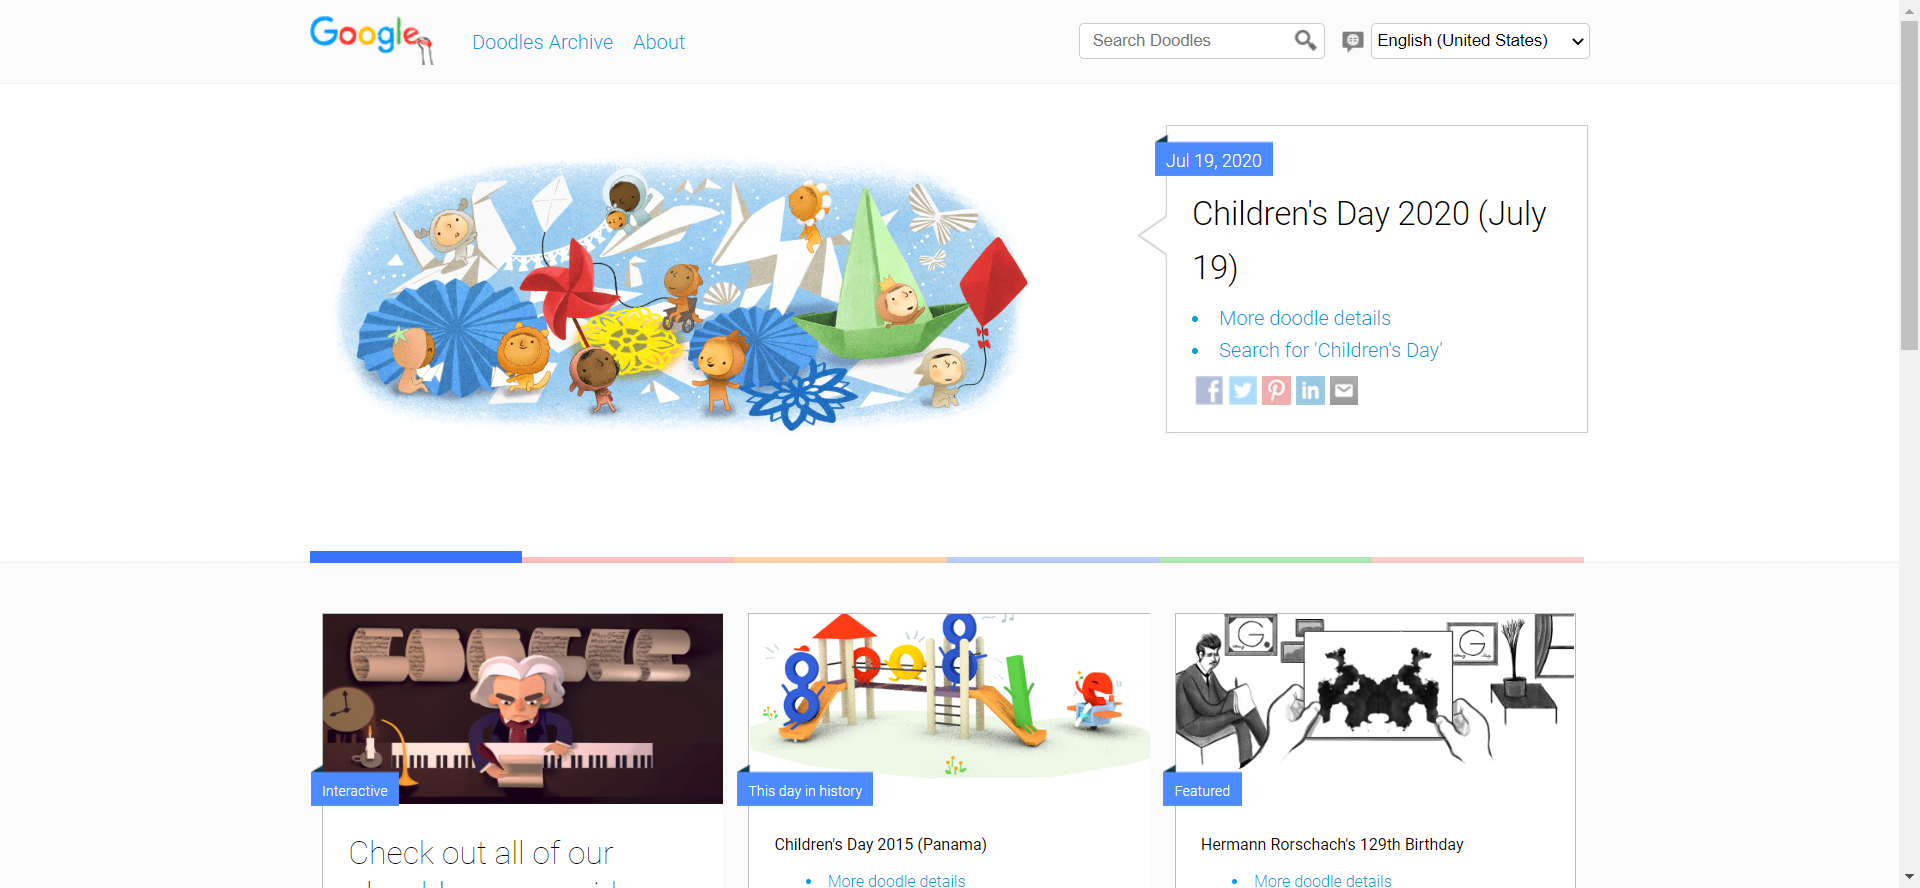 Google
Doodles Archive
About
Search Doodles
English (United States)
Jul 19, 2020
Children's Day 2020 (July
19)
More doodle details
Search for 'Children's Day'
Interactive
This day in history
Featured
Check out all of our
Children's Day 2015 (Panama)
Hermann Rorschach's 129th Birthday
More doodle details
More doodle details